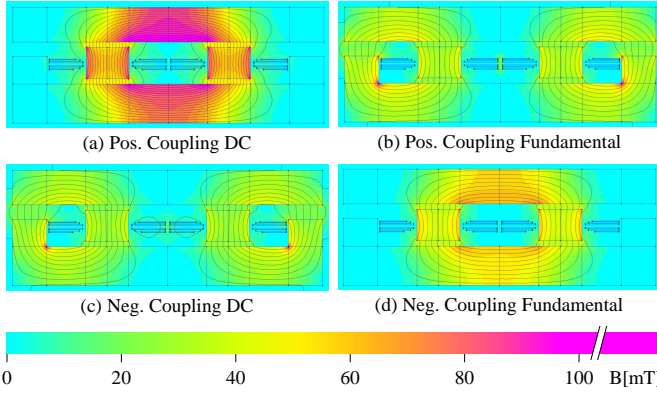 (a) Pos. Coupling DC
(b) Pos. Coupling Fundamental
(c) Neg. Coupling DC
(d) Neg. Coupling Fundamental
0 20 40 60 80 100 B[mT]